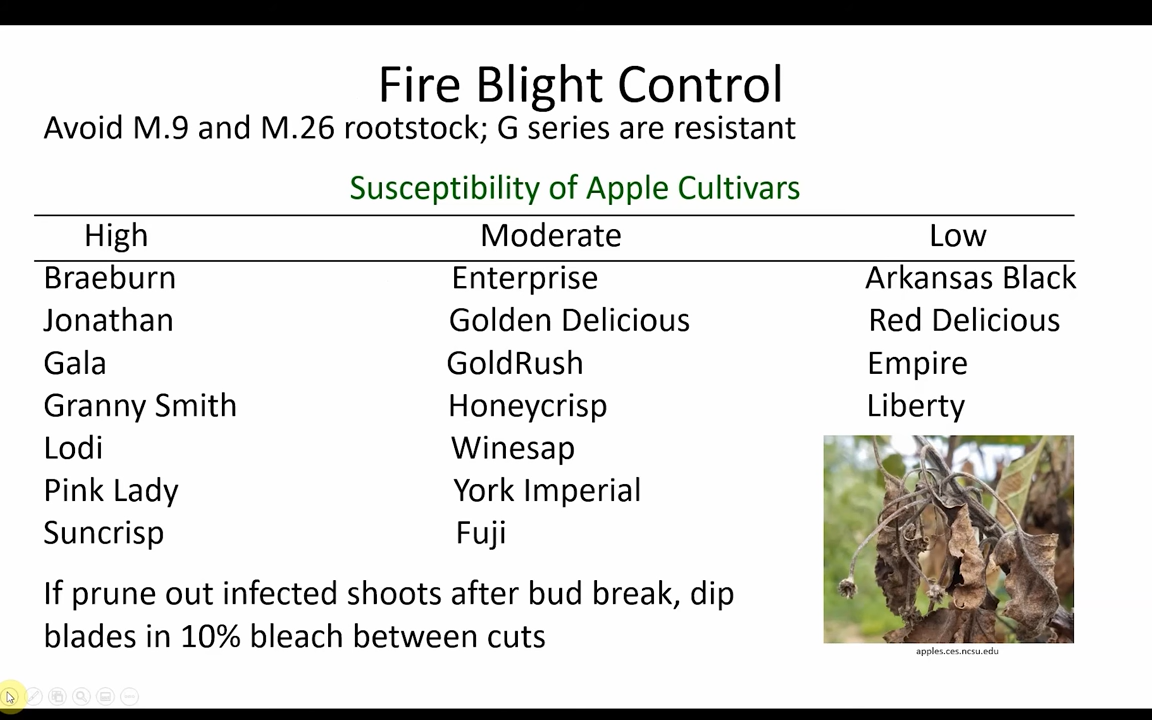 Fire Blight Control
Avoid M.9 and M.26 rootstock; G series are resistant
Susceptibility of Apple Cultivars
High Moderate Low
Braeburn Enterprise Arkansas Black
Jonathan Golden Delicious Red Delicious
Gala GoldRush Empire
Granny Smith Honeycrisp Liberty
Lodi Winesap
Pink Lady York Imperial
Suncrisp Fuji
If prune out infected shoots after bud break, dip
blades in 10% bleach between cuts
apples.ces.ncsu.edu